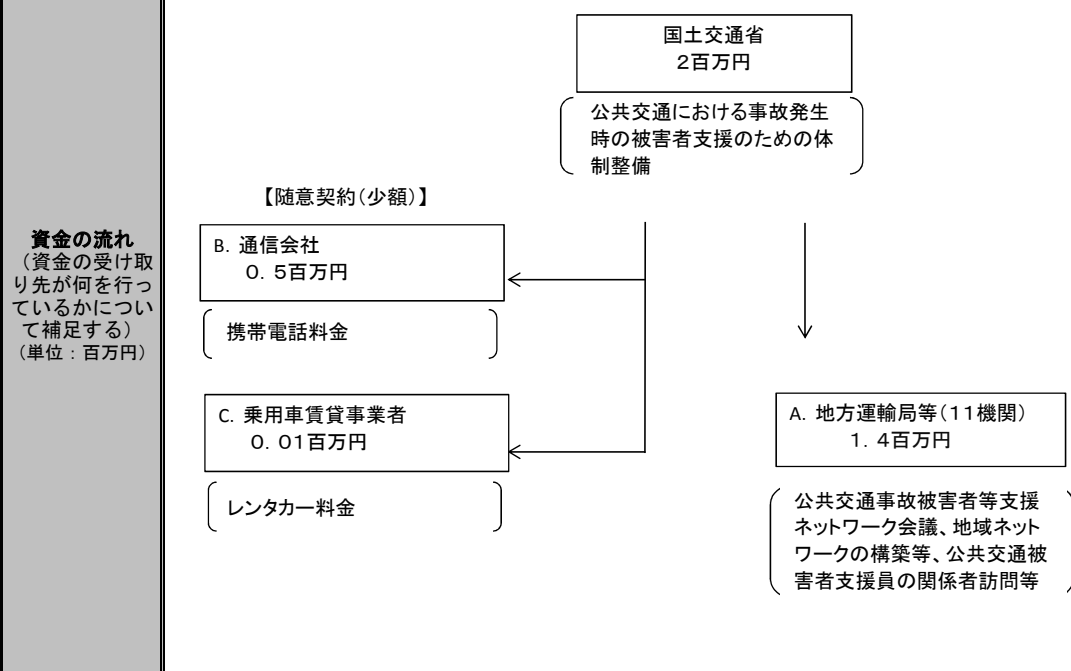 資金の流れ
（資金の受け取
り先が何を行っ
ているかについ
て補足する）
（単位：百万円）
国土交通省
２百万円
公共交通における事故発生
時の被害者支援のための体
制整備
【随意契約（少額）】
B. 通信会社
０．５百万円
携帯電話料金
C. 乗用車賃貸事業者
０．０１百万円
レンタカー料金
A. 地方運輸局等（１１機関）
１．４百万円
公共交通事故被害者等支援
ネットワーク会議、地域ネット
ワークの構築等、公共交通被
害者支援員の関係者訪問等